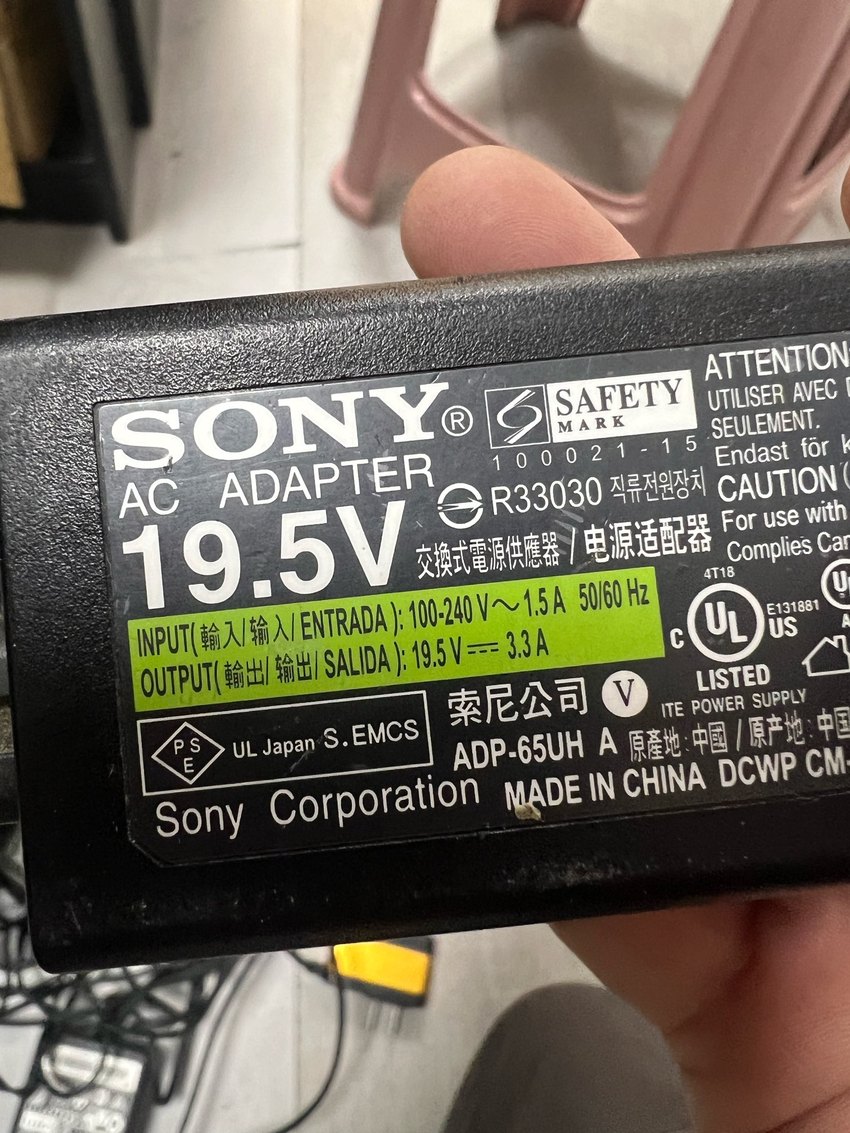 SONY®
SAFETY
MARK
100021-15
AC ADAPTER
R33030 직류전원장치
19.5V
交換式電源供應器 / 电源适配器
INPUT( 輸入/输入/ ENTRADA ): 100-240 V～ 1.5 A 50/60 Hz
OUTPUT( 輸出/输出/ SALIDA ): 19.5 V⎓ 3.3 A
PSE
UL Japan S.EMCS
索尼公司 V
ADP-65UH A 原產地: 中國 / 原产地: 中国
Sony Corporation MADE IN CHINA DCWP CM-
ATTENTION:
UTILISER AVEC
SEULEMENT.
Endast för
CAUTION
For use with
Complies
4T18
C UL US
E131881
LISTED
ITE POWER SUPPLY